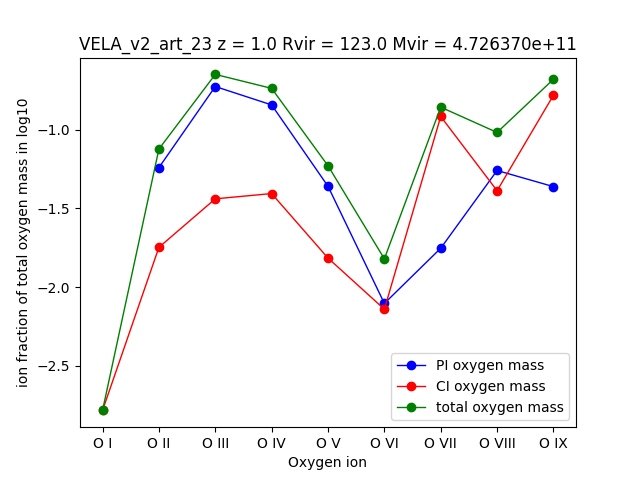 VELA_v2_art_23 z = 1.0 Rvir = 123.0 Mvir = 4.726370e+11
ion fraction of total oxygen mass in log10
−1.0
−1.5
−2.0
−2.5
PI oxygen mass
CI oxygen mass
total oxygen mass
O I O II O III O IV O V O VI O VII O VIII O IX
Oxygen ion